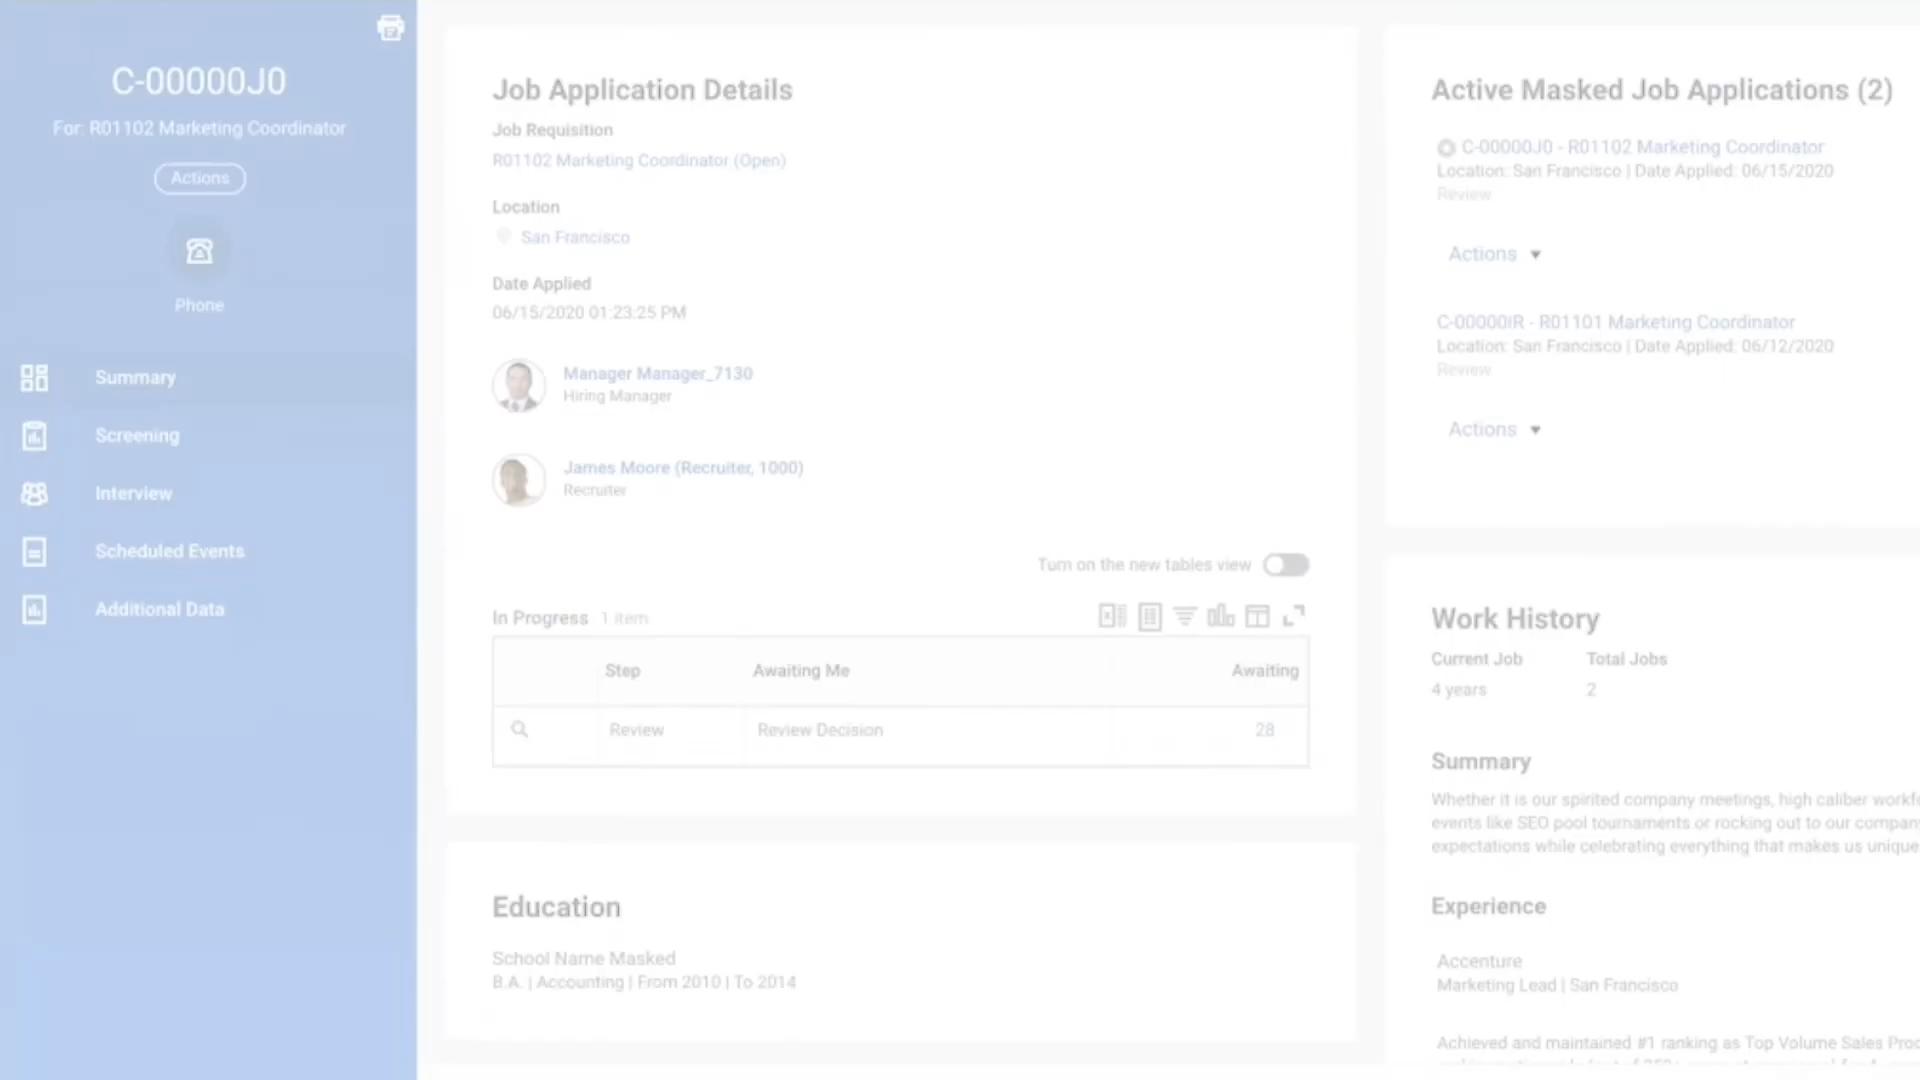 C-00000J0
For: R01102 Marketing Coordinator
Actions
Phone
Summary
Screening
Interview
Scheduled Events
Additional Data
Job Application Details
Job Requisition
R01102 Marketing Coordinator (Open)
Location
San Francisco
Date Applied
06/15/2020 01:23:25 PM
Manager Manager_7130
Hiring Manager
James Moore (Recruiter, 1000)
Recruiter
Turn on the new tables view
In Progress 1 item
Step Awaiting Me Awaiting
Review Review Decision 28
Education
School Name Masked
B.A. | Accounting | From 2010 | To 2014
Active Masked Job Applications (2)
C-00000J0 - R01102 Marketing Coordinator
Location: San Francisco | Date Applied: 06/15/2020
Review
Actions
C-00000IR - R01101 Marketing Coordinator
Location: San Francisco | Date Applied: 06/12/2020
Review
Actions
Work History
Current Job Total Jobs
4 years 2
Summary
Whether it is our spirited company meetings, high caliber
events like SEO pool tournaments or rocking out to our company
expectations while celebrating everything that makes us unique
Experience
Accenture
Marketing Lead | San Francisco
Achieved and maintained #1 ranking as Top Volume Sales